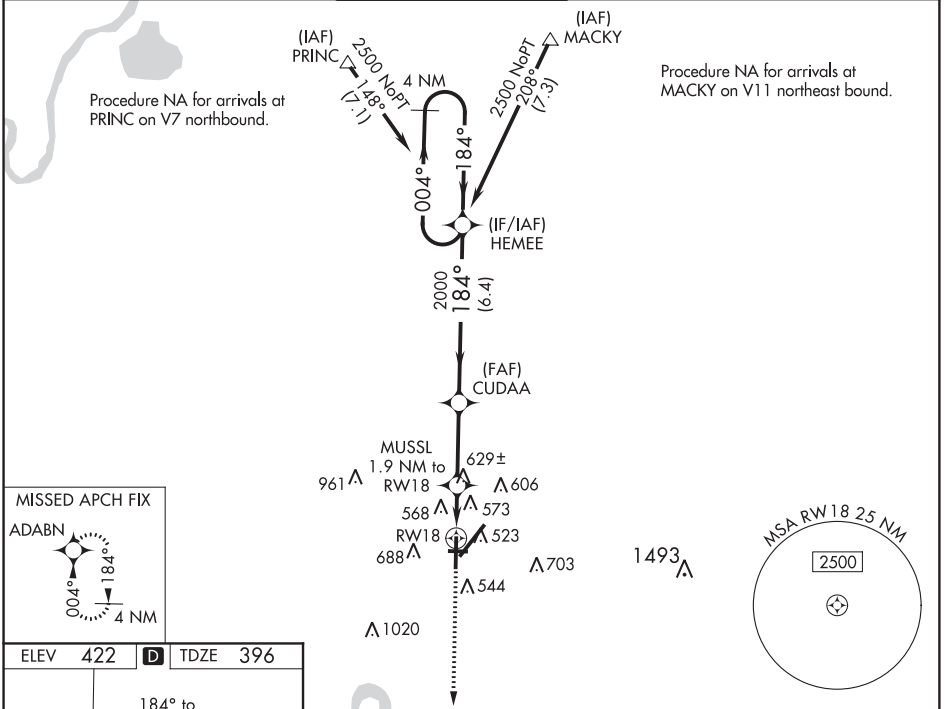 (IAF)
PRINC
2500 NoPT
148°
(7.1)
4 NM
(IAF)
MACKY
2500 NoPT
208°
(7.3)
Procedure NA for arrivals at
PRINC on V7 northbound.
Procedure NA for arrivals at
MACKY on V11 northeast bound.
004°
184°
(IF/IAF)
HEMEE
2000
184°
(6.4)
(FAF)
CUDAA
MUSSL
1.9 NM to
RW18
629±
961
606
568
573
RW18
523
688
703
1493
544
1020
MISSED APCH FIX
ADABN
004°
184°
4 NM
MSA RW18 25 NM
2500
ELEV 422 D TDZE 396
184° to